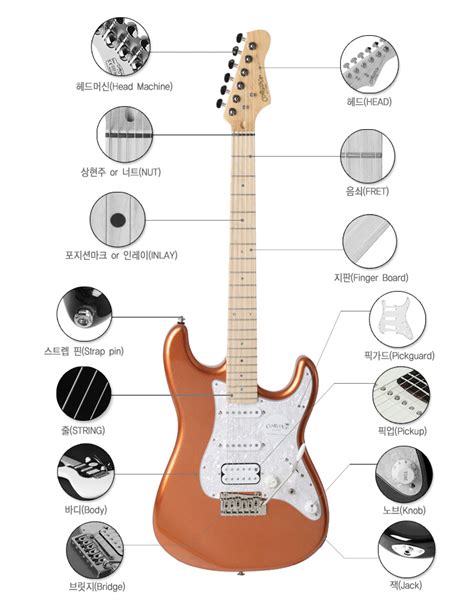 헤드머신(Head Machine)
헤드(HEAD)
상현주 or 너트(NUT)
음쇠(FRET)
포지션마크 or 인레이(INLAY)
지판(Finger Board)
스트렙 핀(Strap pin)
픽가드(Pickguard)
줄(STRING)
픽업(Pickup)
바디(Body)
노브(Knob)
브릿지(Bridge)
잭(Jack)